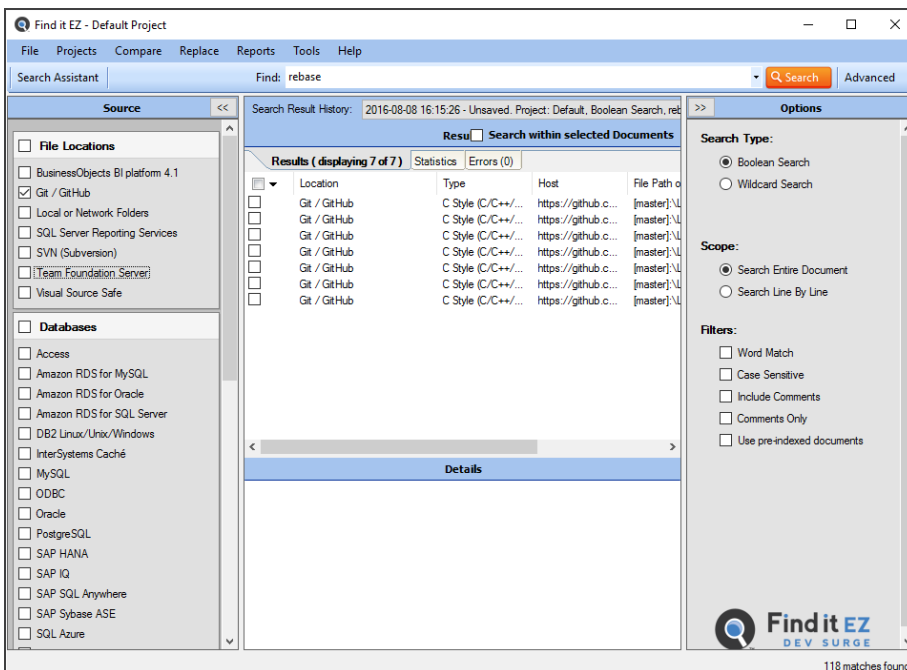 Find it EZ - Default Project
File Projects Compare Replace Reports Tools Help
Search Assistant Find: rebase Search Advanced
Source <<
File Locations
BusinessObjects BI platform 4.1
Git / GitHub
Local or Network Folders
SQL Server Reporting Services
SVN (Subversion)
Team Foundation Server
Visual Source Safe
Databases
Access
Amazon RDS for MySQL
Amazon RDS for Oracle
Amazon RDS for SQL Server
DB2 Linux/Unix/Windows
InterSystems Caché
MySQL
ODBC
Oracle
PostgreSQL
SAP HANA
SAP IQ
SAP SQL Anywhere
SAP Sybase ASE
SQL Azure
Search Result History: 2016-08-08 16:15:26 - Unsaved. Project: Default, Boolean Search, reb
Resu Search within selected Documents
Results ( displaying 7 of 7 ) Statistics Errors (0)
Location Type Host File Path o
Git / GitHub C Style (C/C++/... https://github.c... [master]:\L
Git / GitHub C Style (C/C++/... https://github.c... [master]:\L
Git / GitHub C Style (C/C++/... https://github.c... [master]:\L
Git / GitHub C Style (C/C++/... https://github.c... [master]:\L
Git / GitHub C Style (C/C++/... https://github.c... [master]:\L
Git / GitHub C Style (C/C++/... https://github.c... [master]:\L
Details
>> Options
Search Type:
Boolean Search
Wildcard Search
Scope:
Search Entire Document
Search Line By Line
Filters:
Word Match
Case Sensitive
Include Comments
Comments Only
Use pre-indexed documents
Find it EZ
DEV SURGE
118 matches found